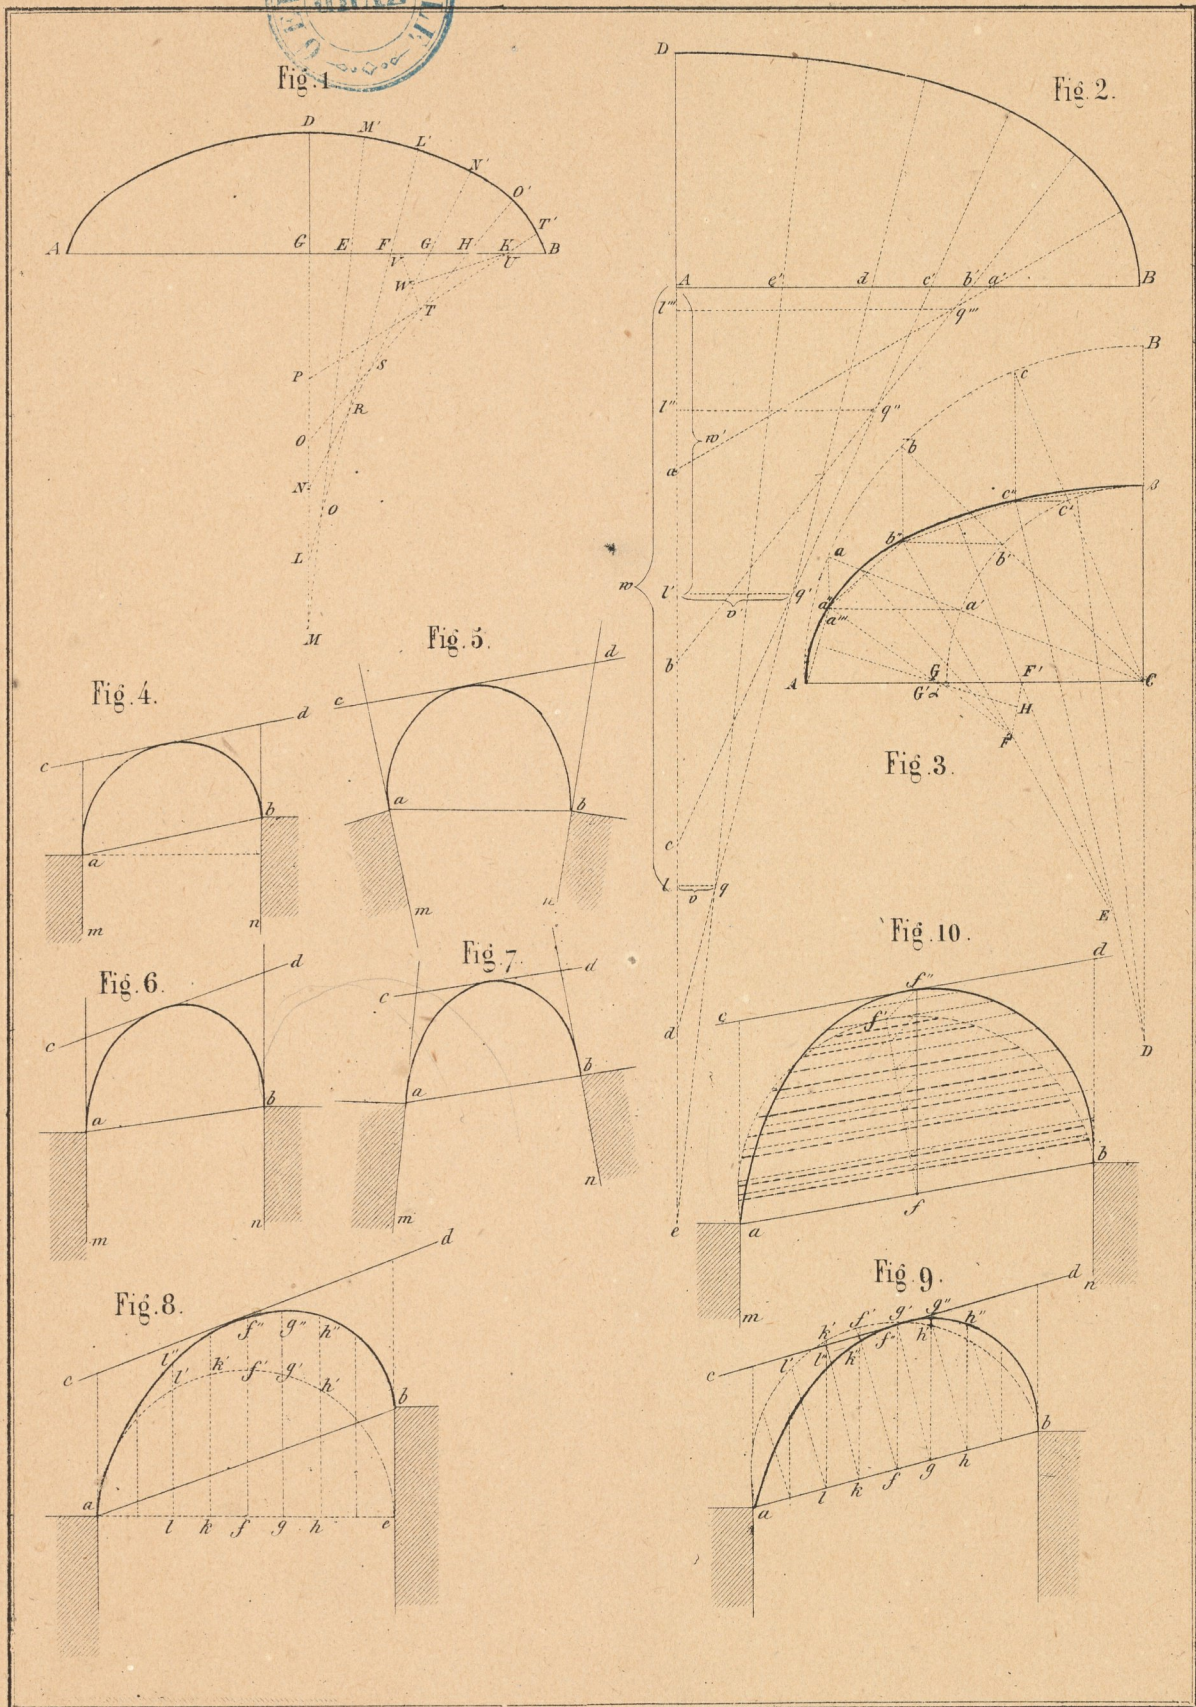 Fig.1
D M' L' N' O' T'
A G E F G H K B
V U
W
T
P S
R
O
N
O
L
M
Fig. 2.
D
A e' d c' b' a' B
l''' q'''
l'' q''
w'
a
w
l' q'
v'
b
c
l q
v
d
e
B
c
b
B
c'' c'
b'' b'
a
a'' a'
a'''
A G F' C
G' α H
F
Fig. 3.
E
D
Fig. 4.
c d
a b
m n
Fig. 5.
c d
a b
m n
Fig. 6.
c d
a b
m n
Fig. 7.
c d
a b
m n
Fig. 10.
c d
f''
f'
a f b
m n
Fig. 8.
c d
f'' g'' h''
l'' l' k' f' g' h'
b
a l k f g h e
Fig. 9.
c d
k' f' g' g'' h''
l' l'' k'' f'' h'
b
a l k f g h